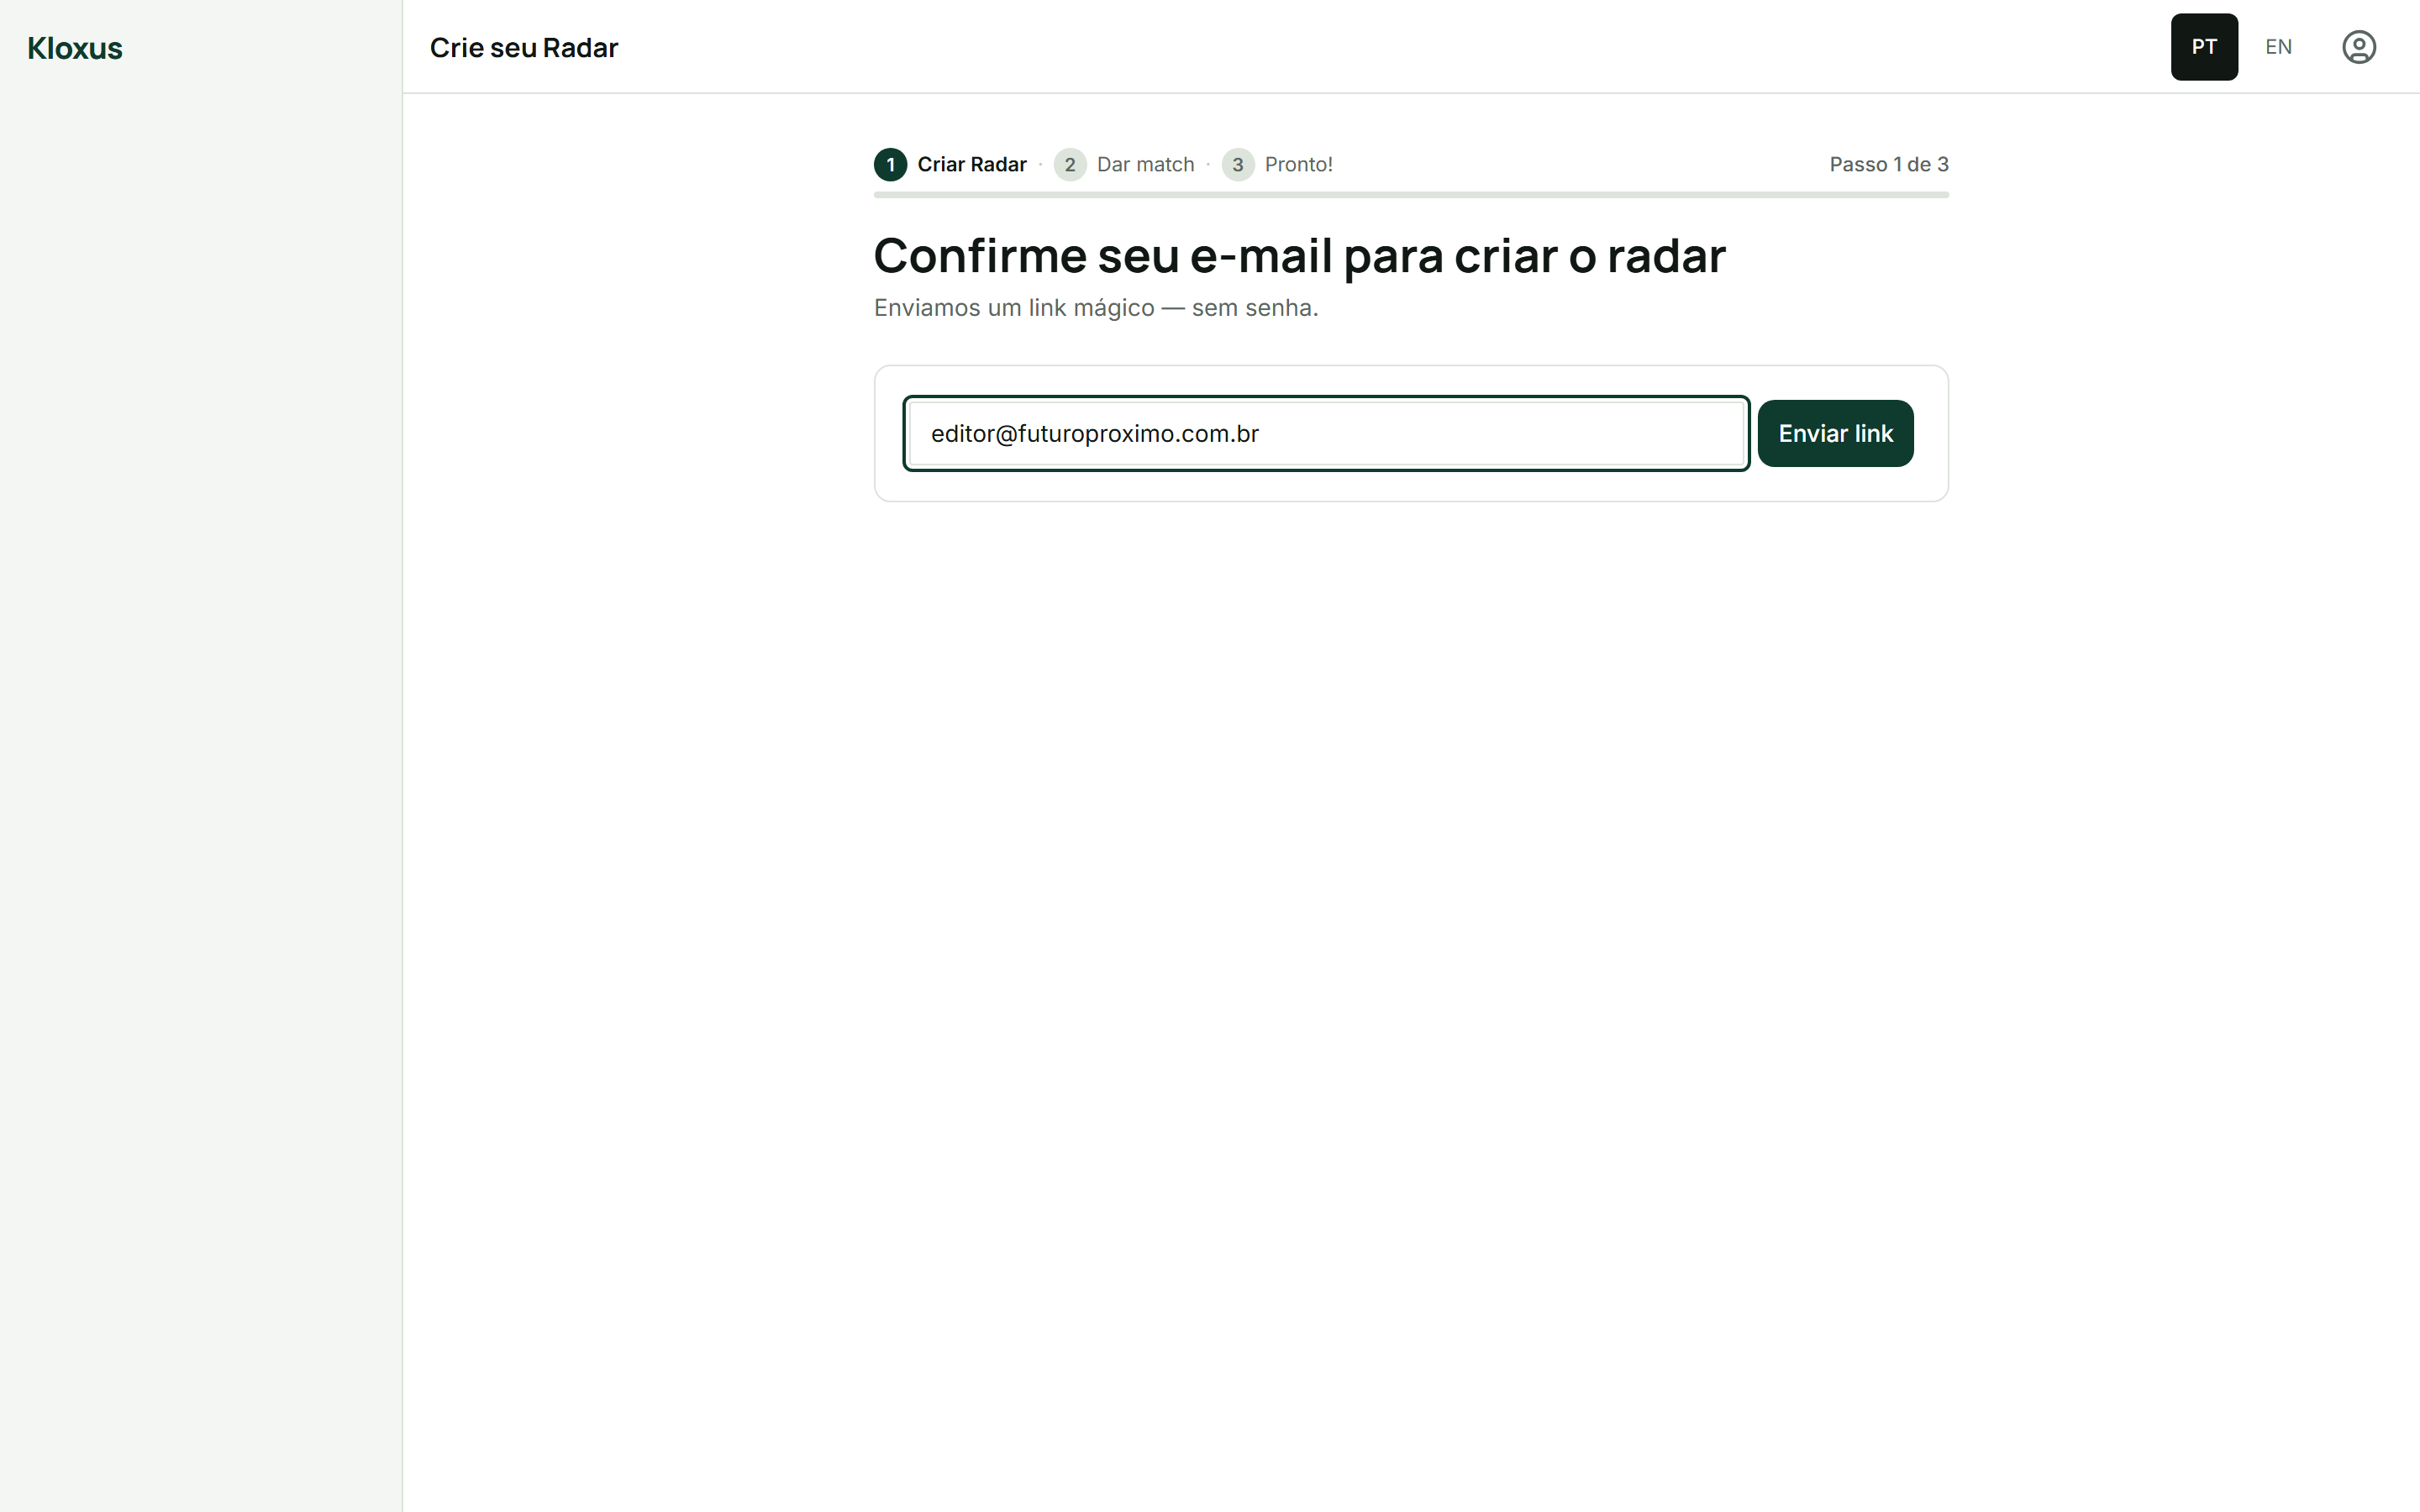 Kloxus
Crie seu Radar
PT EN
1 Criar Radar · 2 Dar match · 3 Pronto! Passo 1 de 3
Confirme seu e-mail para criar o radar
Enviamos um link mágico — sem senha.
editor@futuroproximo.com.br Enviar link